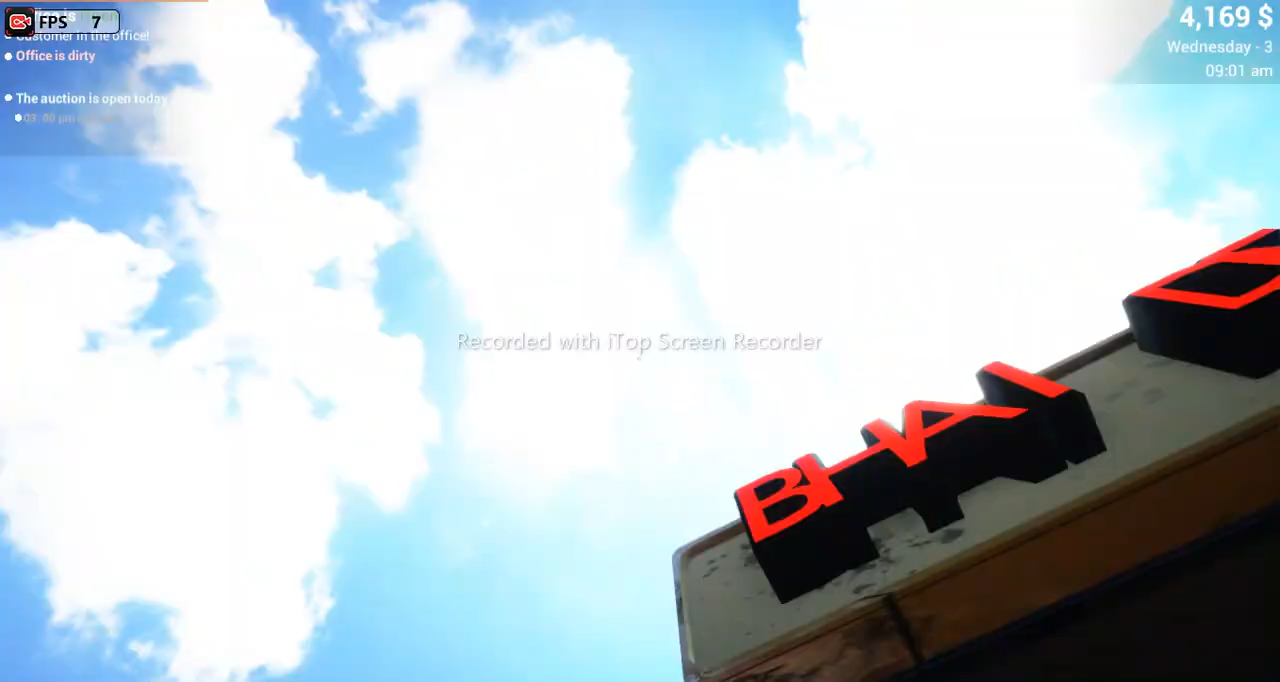 FPS 7
Customer in the office!
Office is dirty
The auction is open today
4,169 $
Wednesday - 3
09:01 am
Recorded with iTop Screen Recorder
BHAI